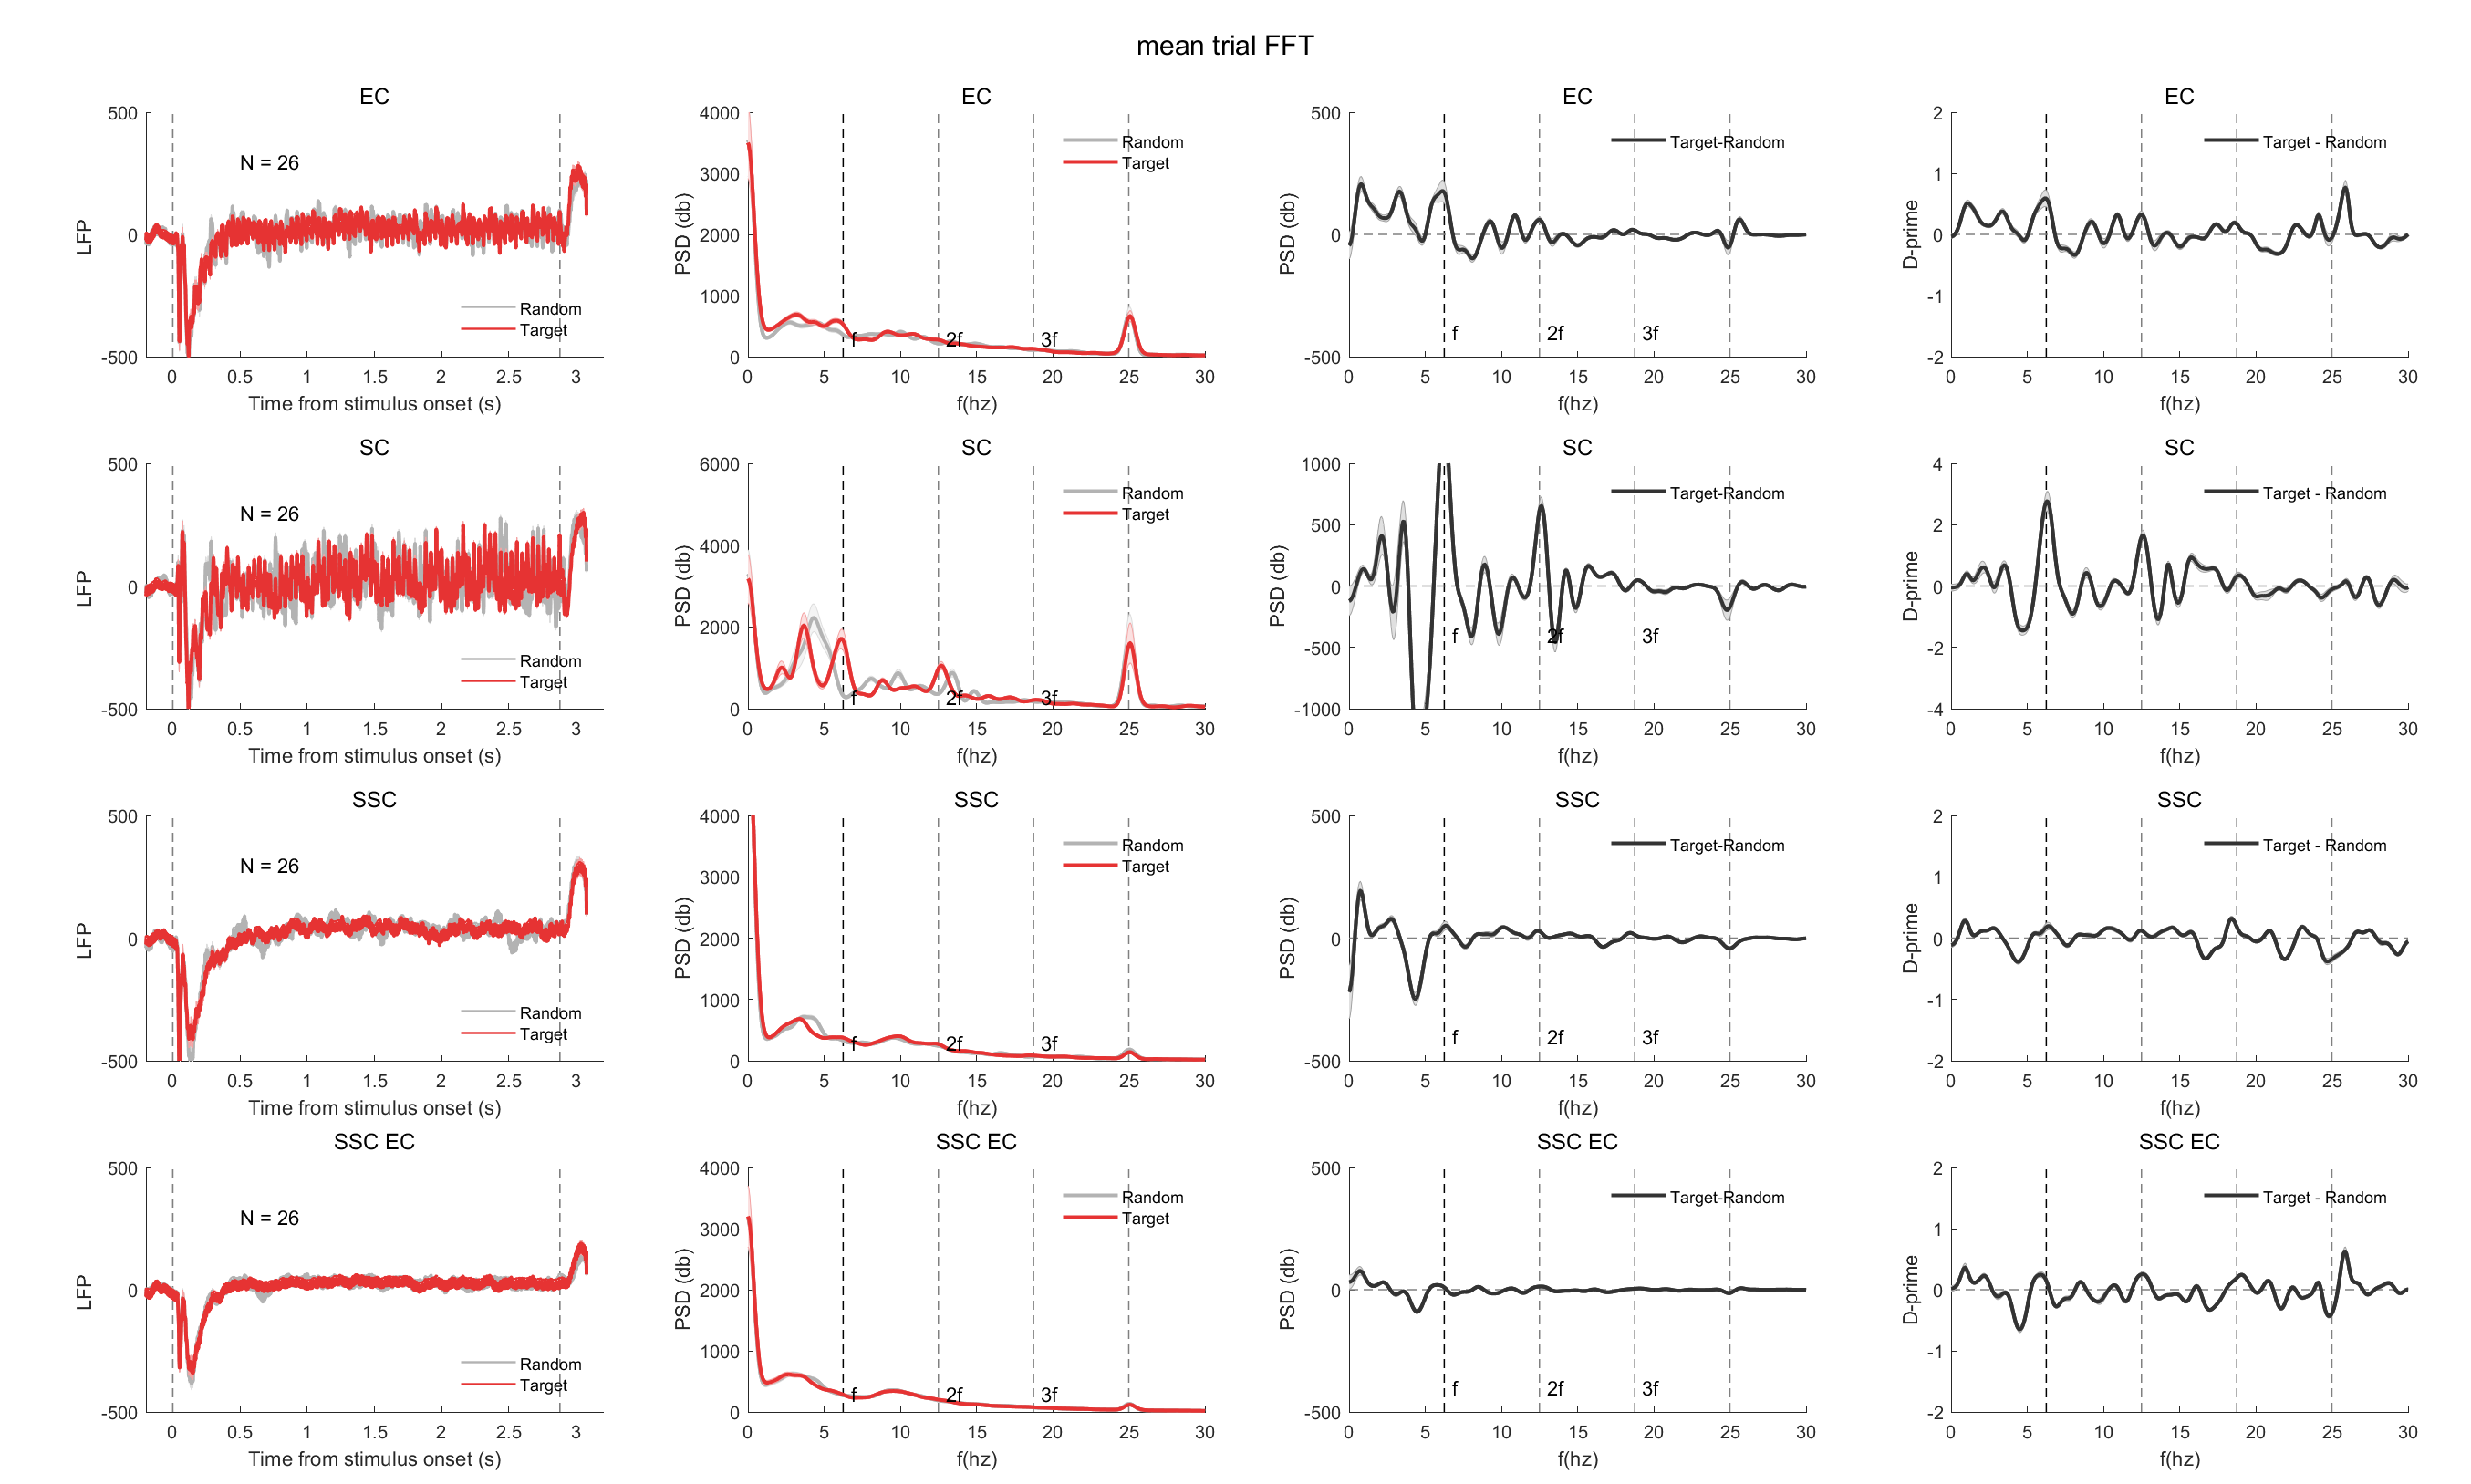 mean trial FFT
EC
500
0
-500
LFP
N = 26
Random
Target
0 0.5 1 1.5 2 2.5 3
Time from stimulus onset (s)
EC
4000
3000
2000
1000
0
PSD (db)
Random
Target
f 2f 3f
0 5 10 15 20 25 30
f(hz)
EC
500
0
-500
PSD (db)
Target-Random
f 2f 3f
0 5 10 15 20 25 30
f(hz)
EC
2
1
0
-1
-2
D-prime
Target - Random
0 5 10 15 20 25 30
f(hz)
SC
500
0
-500
LFP
N = 26
Random
Target
0 0.5 1 1.5 2 2.5 3
Time from stimulus onset (s)
SC
6000
4000
2000
0
PSD (db)
Random
Target
f 2f 3f
0 5 10 15 20 25 30
f(hz)
SC
1000
500
0
-500
-1000
PSD (db)
Target-Random
f 2f 3f
0 5 10 15 20 25 30
f(hz)
SC
4
2
0
-2
-4
D-prime
Target - Random
0 5 10 15 20 25 30
f(hz)
SSC
500
0
-500
LFP
N = 26
Random
Target
0 0.5 1 1.5 2 2.5 3
Time from stimulus onset (s)
SSC
4000
3000
2000
1000
0
PSD (db)
Random
Target
f 2f 3f
0 5 10 15 20 25 30
f(hz)
SSC
500
0
-500
PSD (db)
Target-Random
f 2f 3f
0 5 10 15 20 25 30
f(hz)
SSC
2
1
0
-1
-2
D-prime
Target - Random
0 5 10 15 20 25 30
f(hz)
SSC EC
500
0
-500
LFP
N = 26
Random
Target
0 0.5 1 1.5 2 2.5 3
Time from stimulus onset (s)
SSC EC
4000
3000
2000
1000
0
PSD (db)
Random
Target
f 2f 3f
0 5 10 15 20 25 30
f(hz)
SSC EC
500
0
-500
PSD (db)
Target-Random
f 2f 3f
0 5 10 15 20 25 30
f(hz)
SSC EC
2
1
0
-1
-2
D-prime
Target - Random
0 5 10 15 20 25 30
f(hz)